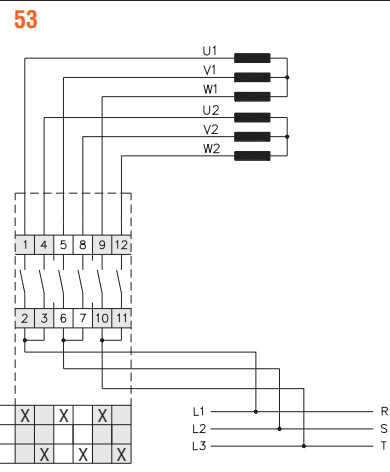 53
U1
V1
W1
U2
V2
W2
1 4 5 8 9 12
2 3 6 7 10 11
L1 R
X X X L2 S
L3 T
X X X